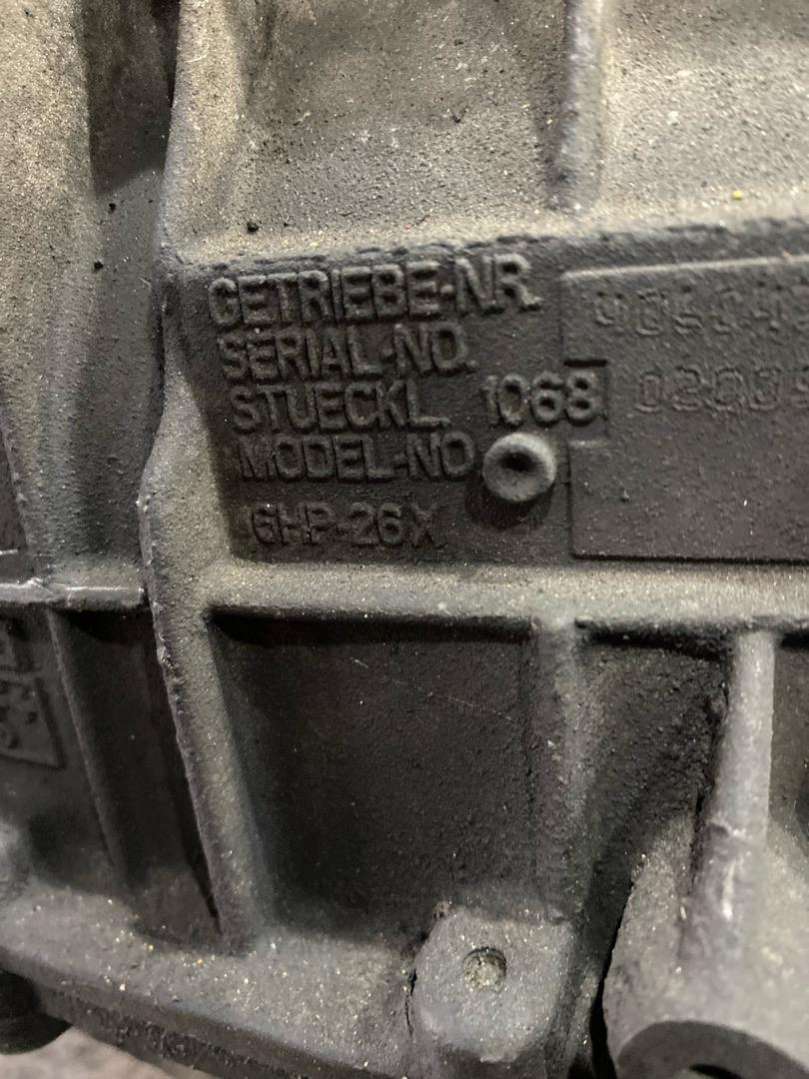 GETRIEBE-NR.
SERIAL-NO.
STUECKL. 1068
MODEL-NO
6HP-26X